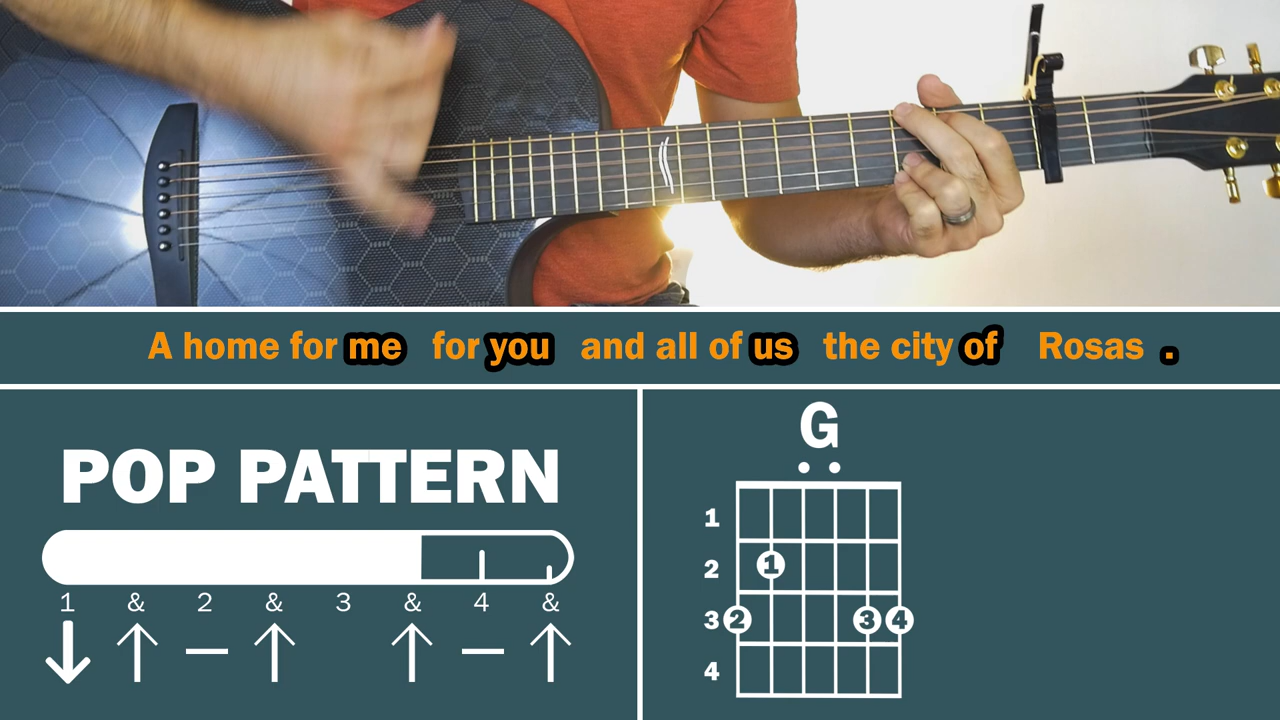 A home for me for you and all of us the city of Rosas .
POP PATTERN
1 & 2 & 3 & 4 &
G
1
2 1
3 2 3 4
4